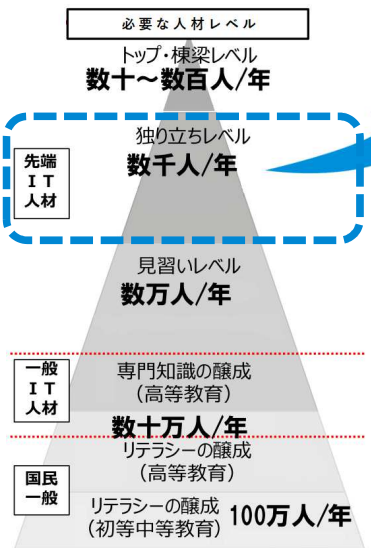 必要な人材レベル
トップ・棟梁レベル
数十～数百人/年
独り立ちレベル
数千人/年
先端
ＩＴ
人材
見習いレベル
数万人/年
一般
ＩＴ
人材
専門知識の醸成
(高等教育)
数十万人/年
リテラシーの醸成
(高等教育)
国民
一般
リテラシーの醸成
(初等中等教育)
100万人/年